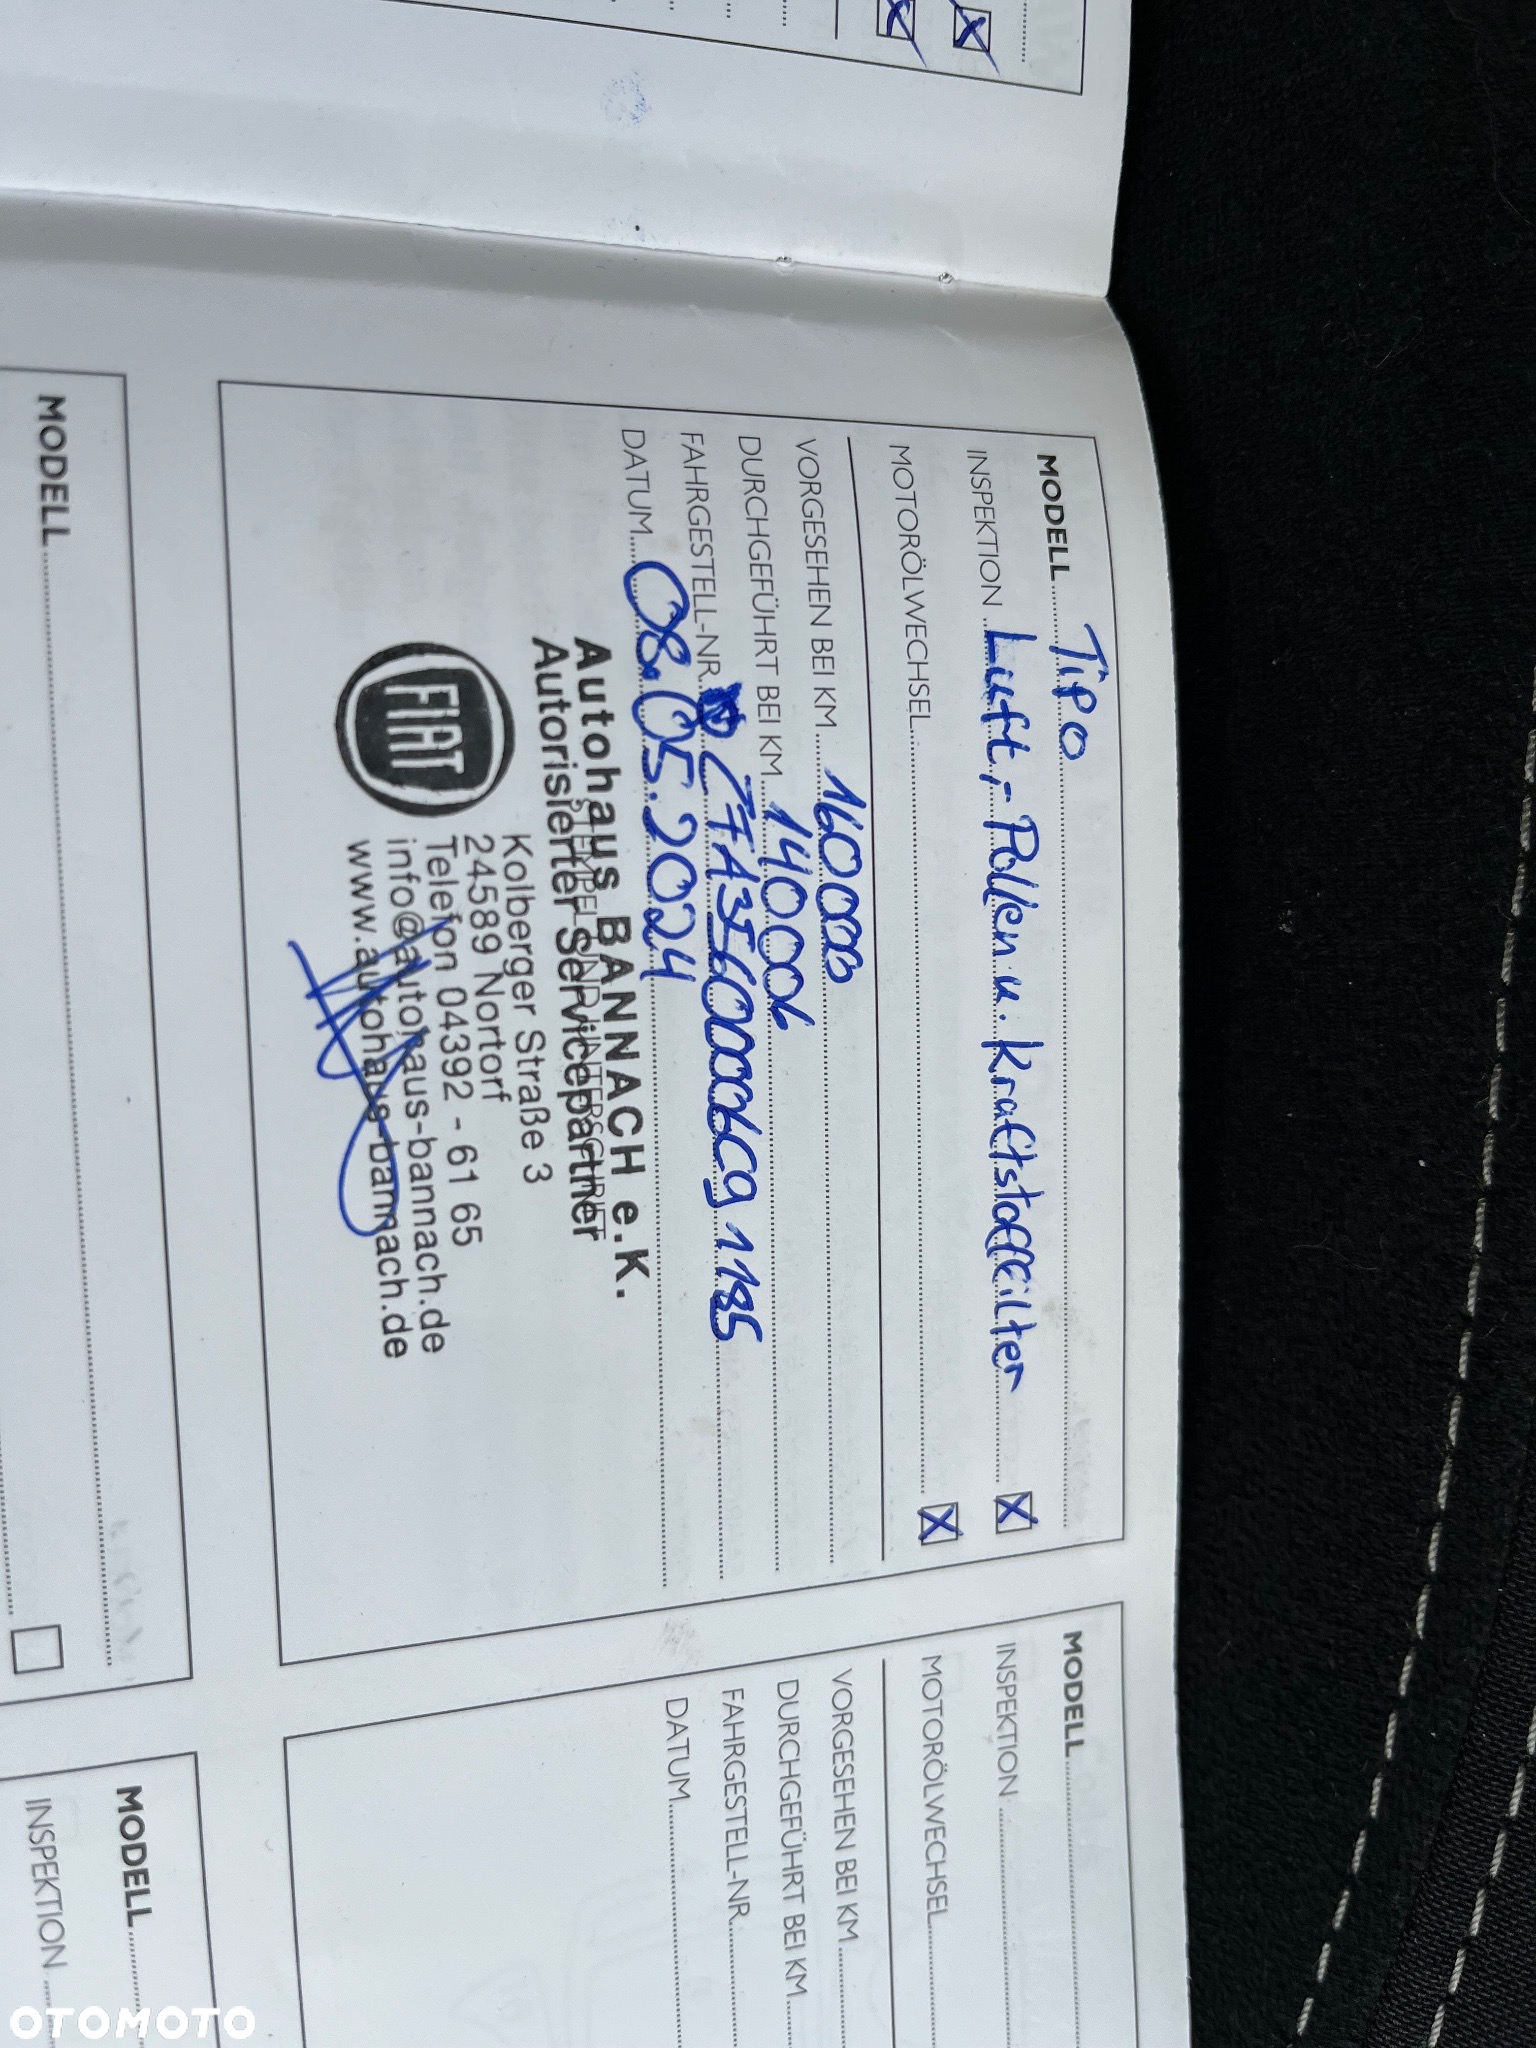 MODELL Tipo
INSPEKTION Luft,- Pollen u. Kraftstofffilter
MOTORÖLWECHSEL
VORGESEHEN BEI KM 160000
DURCHGEFÜHRT BEI KM 140006
FAHRGESTELL-NR.
DATUM 08.05.2024
STEMPEL UND UNTERSCHRIFT
Autohaus BANNACH e.K.
Autorisierter Servicepartner
FIAT
Kolberger Straße 3
24589 Nortorf
Telefon 04392 - 61 65
info@autohaus-bannach.de
www.autohaus-bannach.de
MODELL
INSPEKTION
MOTORÖLWECHSEL
VORGESEHEN BEI KM
DURCHGEFÜHRT BEI KM
FAHRGESTELL-NR.
DATUM
MODELL
MODELL
INSPEKTION
OTOMOTO